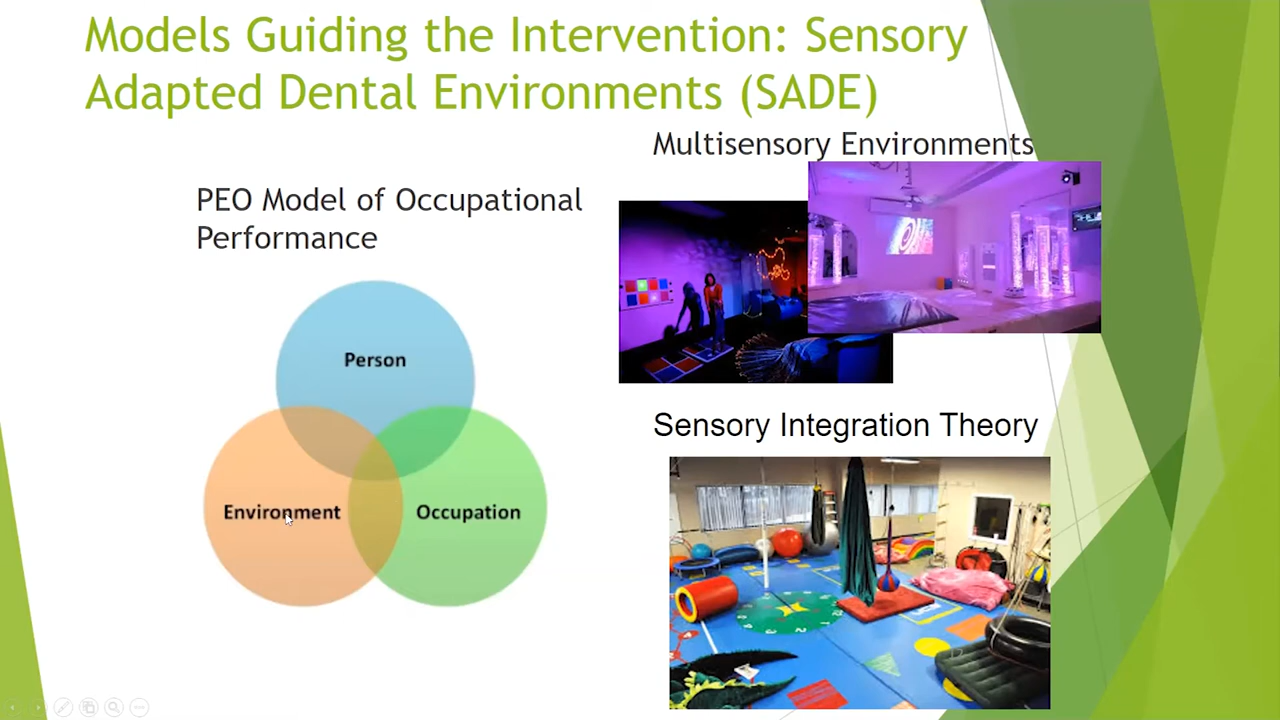 Models Guiding the Intervention: Sensory
Adapted Dental Environments (SADE)
Multisensory Environments
PEO Model of Occupational
Performance
Person
Environment
Occupation
Sensory Integration Theory